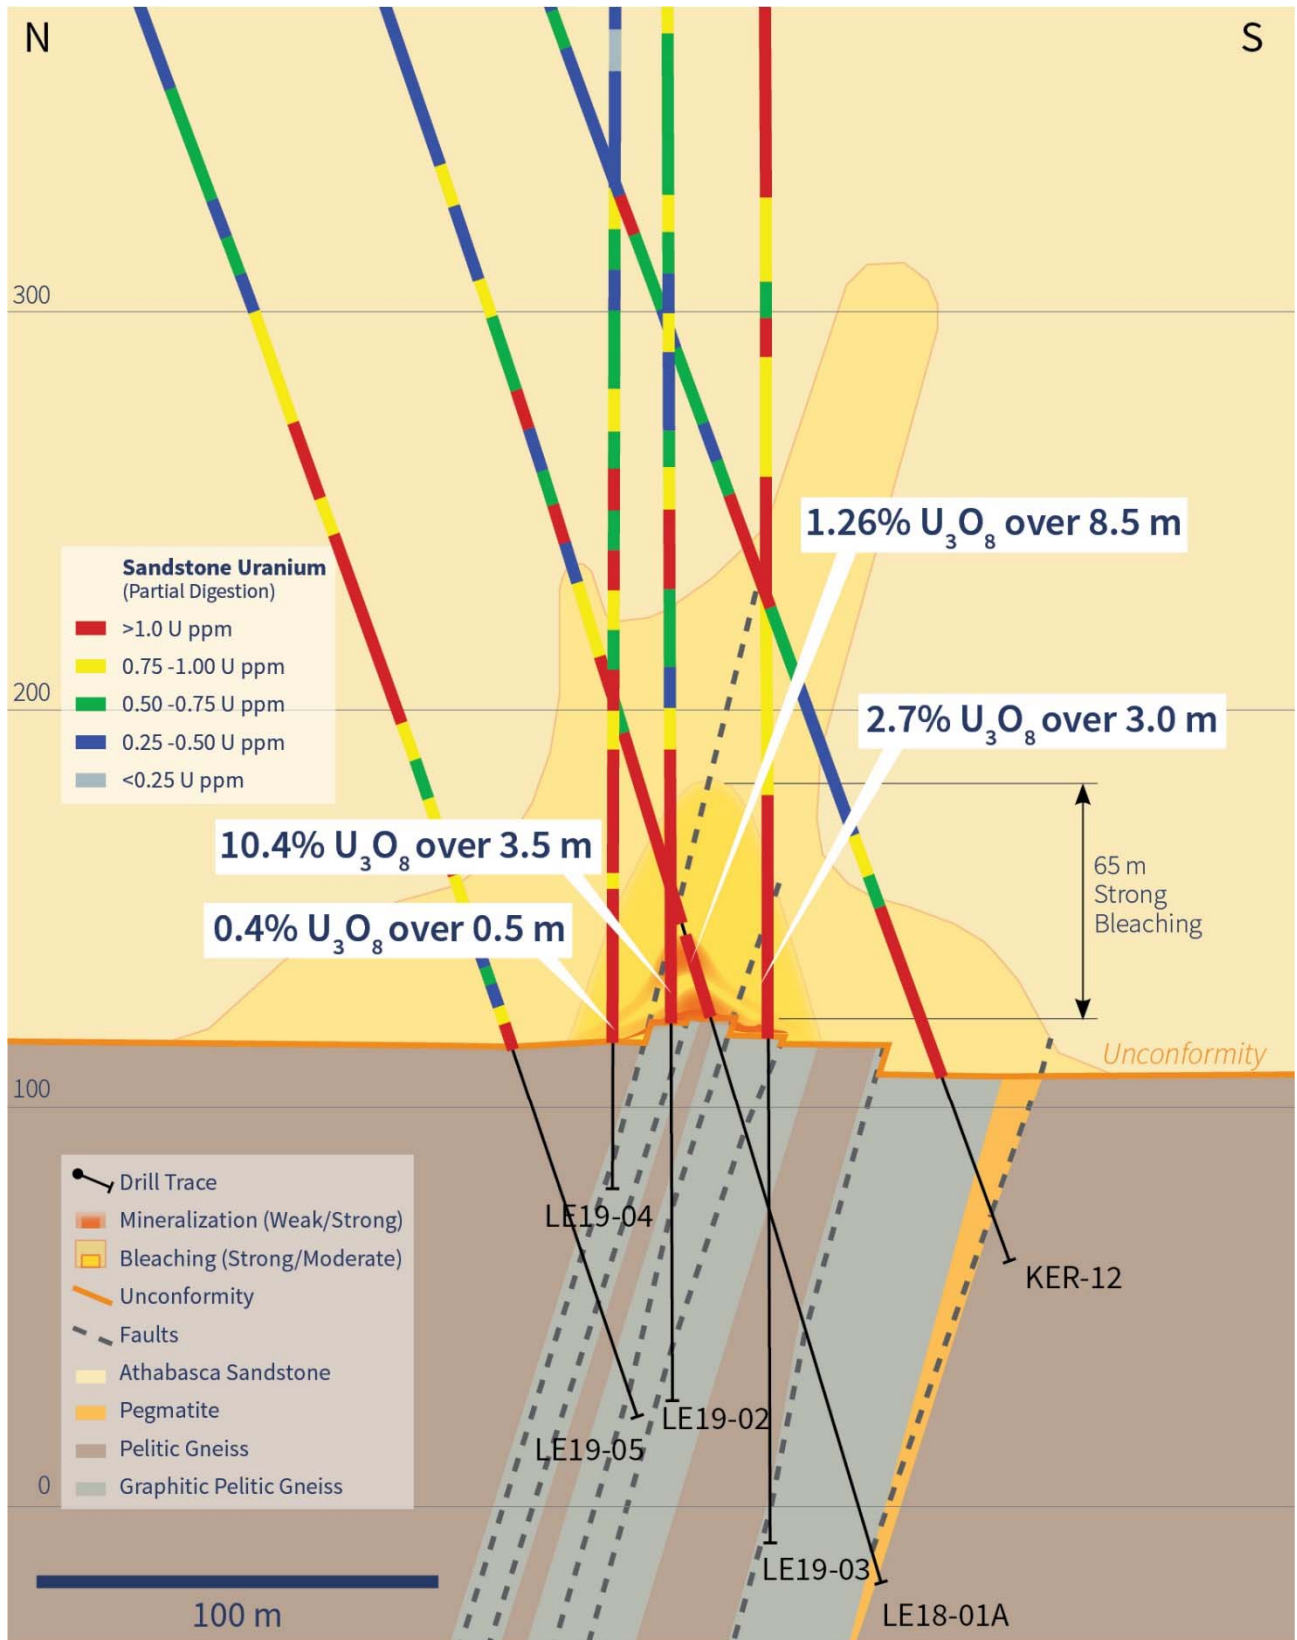 N
S
300
1.26% U₃O₈ over 8.5 m
Sandstone Uranium
(Partial Digestion)
>1.0 U ppm
0.75 -1.00 U ppm
0.50 -0.75 U ppm
0.25 -0.50 U ppm
<0.25 U ppm
200
2.7% U₃O₈ over 3.0 m
10.4% U₃O₈ over 3.5 m
0.4% U₃O₈ over 0.5 m
65 m
Strong
Bleaching
Unconformity
100
Drill Trace
Mineralization (Weak/Strong)
Bleaching (Strong/Moderate)
Unconformity
Faults
Athabasca Sandstone
Pegmatite
Pelitic Gneiss
Graphitic Pelitic Gneiss
LE19-04
KER-12
LE19-02
LE19-05
0
LE19-03
LE18-01A
100 m